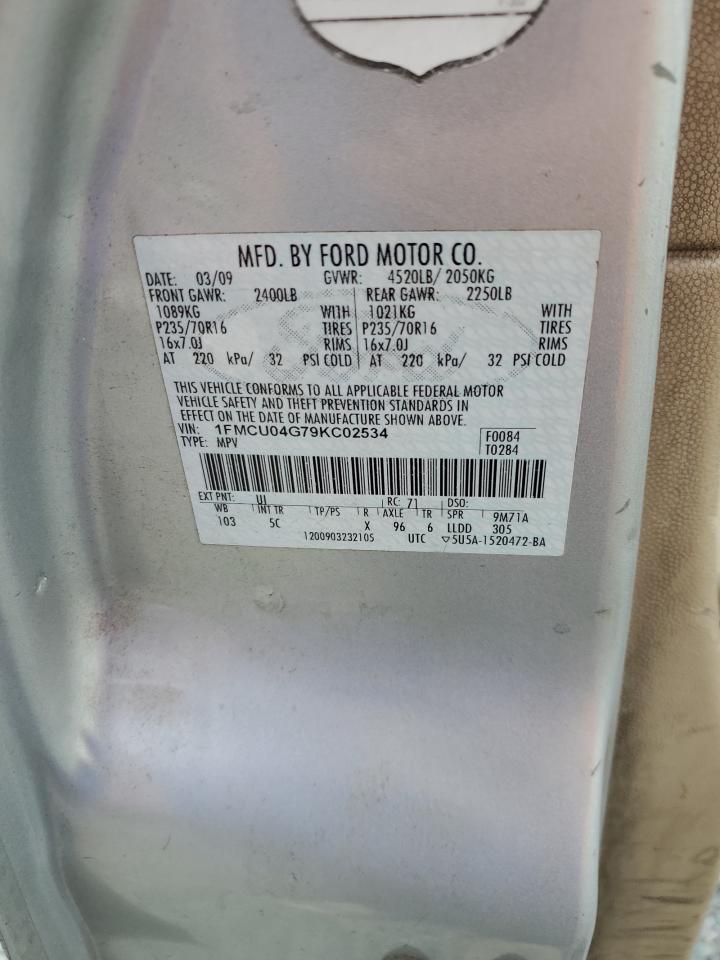 MFD. BY FORD MOTOR CO.
DATE: 03/09 GVWR: 4520LB/ 2050KG
FRONT GAWR: 2400LB REAR GAWR: 2250LB
1089KG WITH 1021KG WITH
P235/70R16 TIRES P235/70R16 TIRES
16x7.0J RIMS 16x7.0J RIMS
AT 220 kPa/ 32 PSI COLD AT 220 kPa/ 32 PSI COLD
THIS VEHICLE CONFORMS TO ALL APPLICABLE FEDERAL MOTOR
VEHICLE SAFETY AND THEFT PREVENTION STANDARDS IN
EFFECT ON THE DATE OF MANUFACTURE SHOWN ABOVE.
VIN: 1FMCU04G79KC02534 F0084
TYPE: MPV T0284
EXT PNT: UI RC: 71 DSO:
WB INT TR TP/PS R AXLE TR SPR 9M71A
103 5C X 96 6 LLDD 305
120090323210S UTC ▽5U5A-1520472-BA